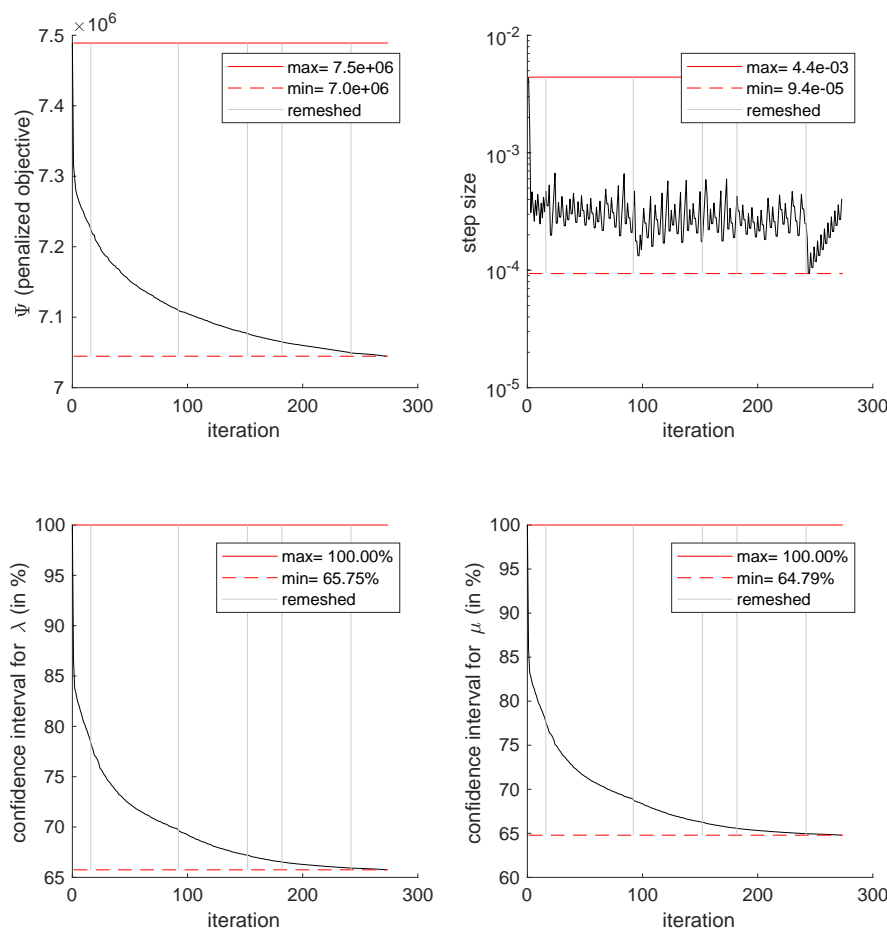 × 10^6
7.5
7.4
7.3
7.2
7.1
7
Ψ (penalized objective)
0
100
200
300
iteration
max= 7.5e+06
min= 7.0e+06
remeshed
10^-2
10^-3
10^-4
10^-5
step size
0
100
200
300
iteration
max= 4.4e-03
min= 9.4e-05
remeshed
100
95
90
85
80
75
70
65
confidence interval for λ (in %)
0
100
200
300
iteration
max= 100.00%
min= 65.75%
remeshed
100
95
90
85
80
75
70
65
60
confidence interval for μ (in %)
0
100
200
300
iteration
max= 100.00%
min= 64.79%
remeshed